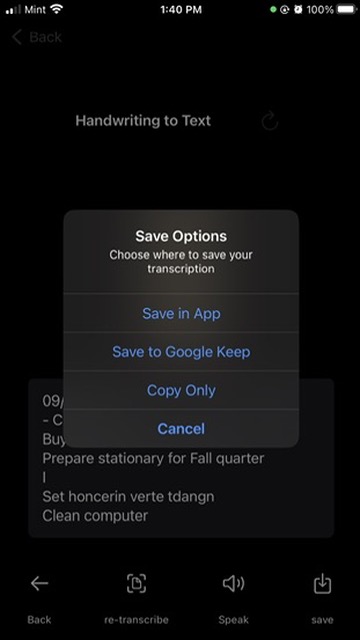 Mint 1:40 PM 100%
Back
Handwriting to Text
Save Options
Choose where to save your
transcription
Save in App
Save to Google Keep
Copy Only
Cancel
09/
- C
Buy
Prepare stationary for Fall quarter
I
Set honcerin verte tdangn
Clean computer
Back re-transcribe Speak save